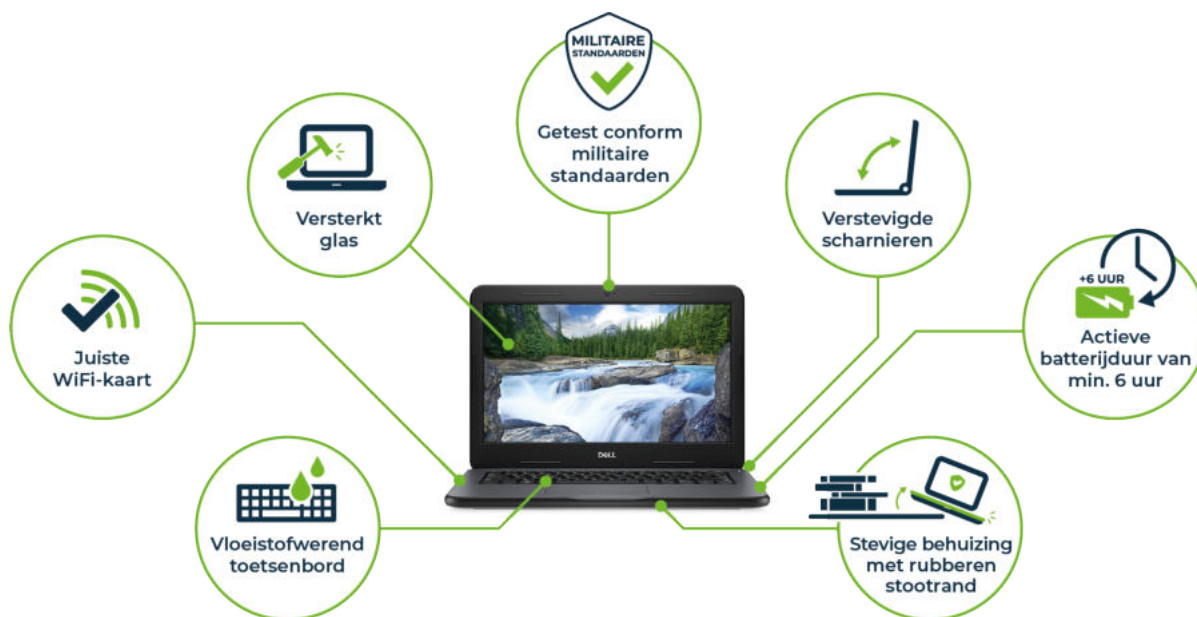 MILITAIRE
STANDAARDEN
Getest conform
militaire
standaarden
Versterkt
glas
Verstevigde
scharnieren
+6 UUR
Actieve
batterijduur van
min. 6 uur
Juiste
WiFi-kaart
DELL
Vloeistofwerend
toetsenbord
Stevige behuizing
met rubberen
stootrand